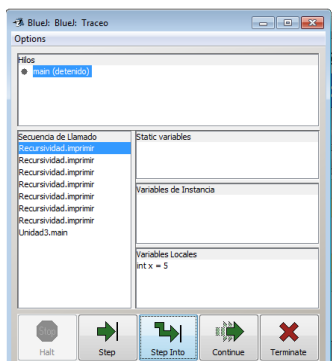 BlueJ: BlueJ: Traceo
Options
Hilos
main (detenido)
Secuencia de Llamado
Recursividad.imprimir
Recursividad.imprimir
Recursividad.imprimir
Recursividad.imprimir
Recursividad.imprimir
Recursividad.imprimir
Recursividad.imprimir
Unidad3.main
Static variables
Variables de Instancia
Variables Locales
int x = 5
Stop
Halt
Step
Step Into
Continue
Terminate